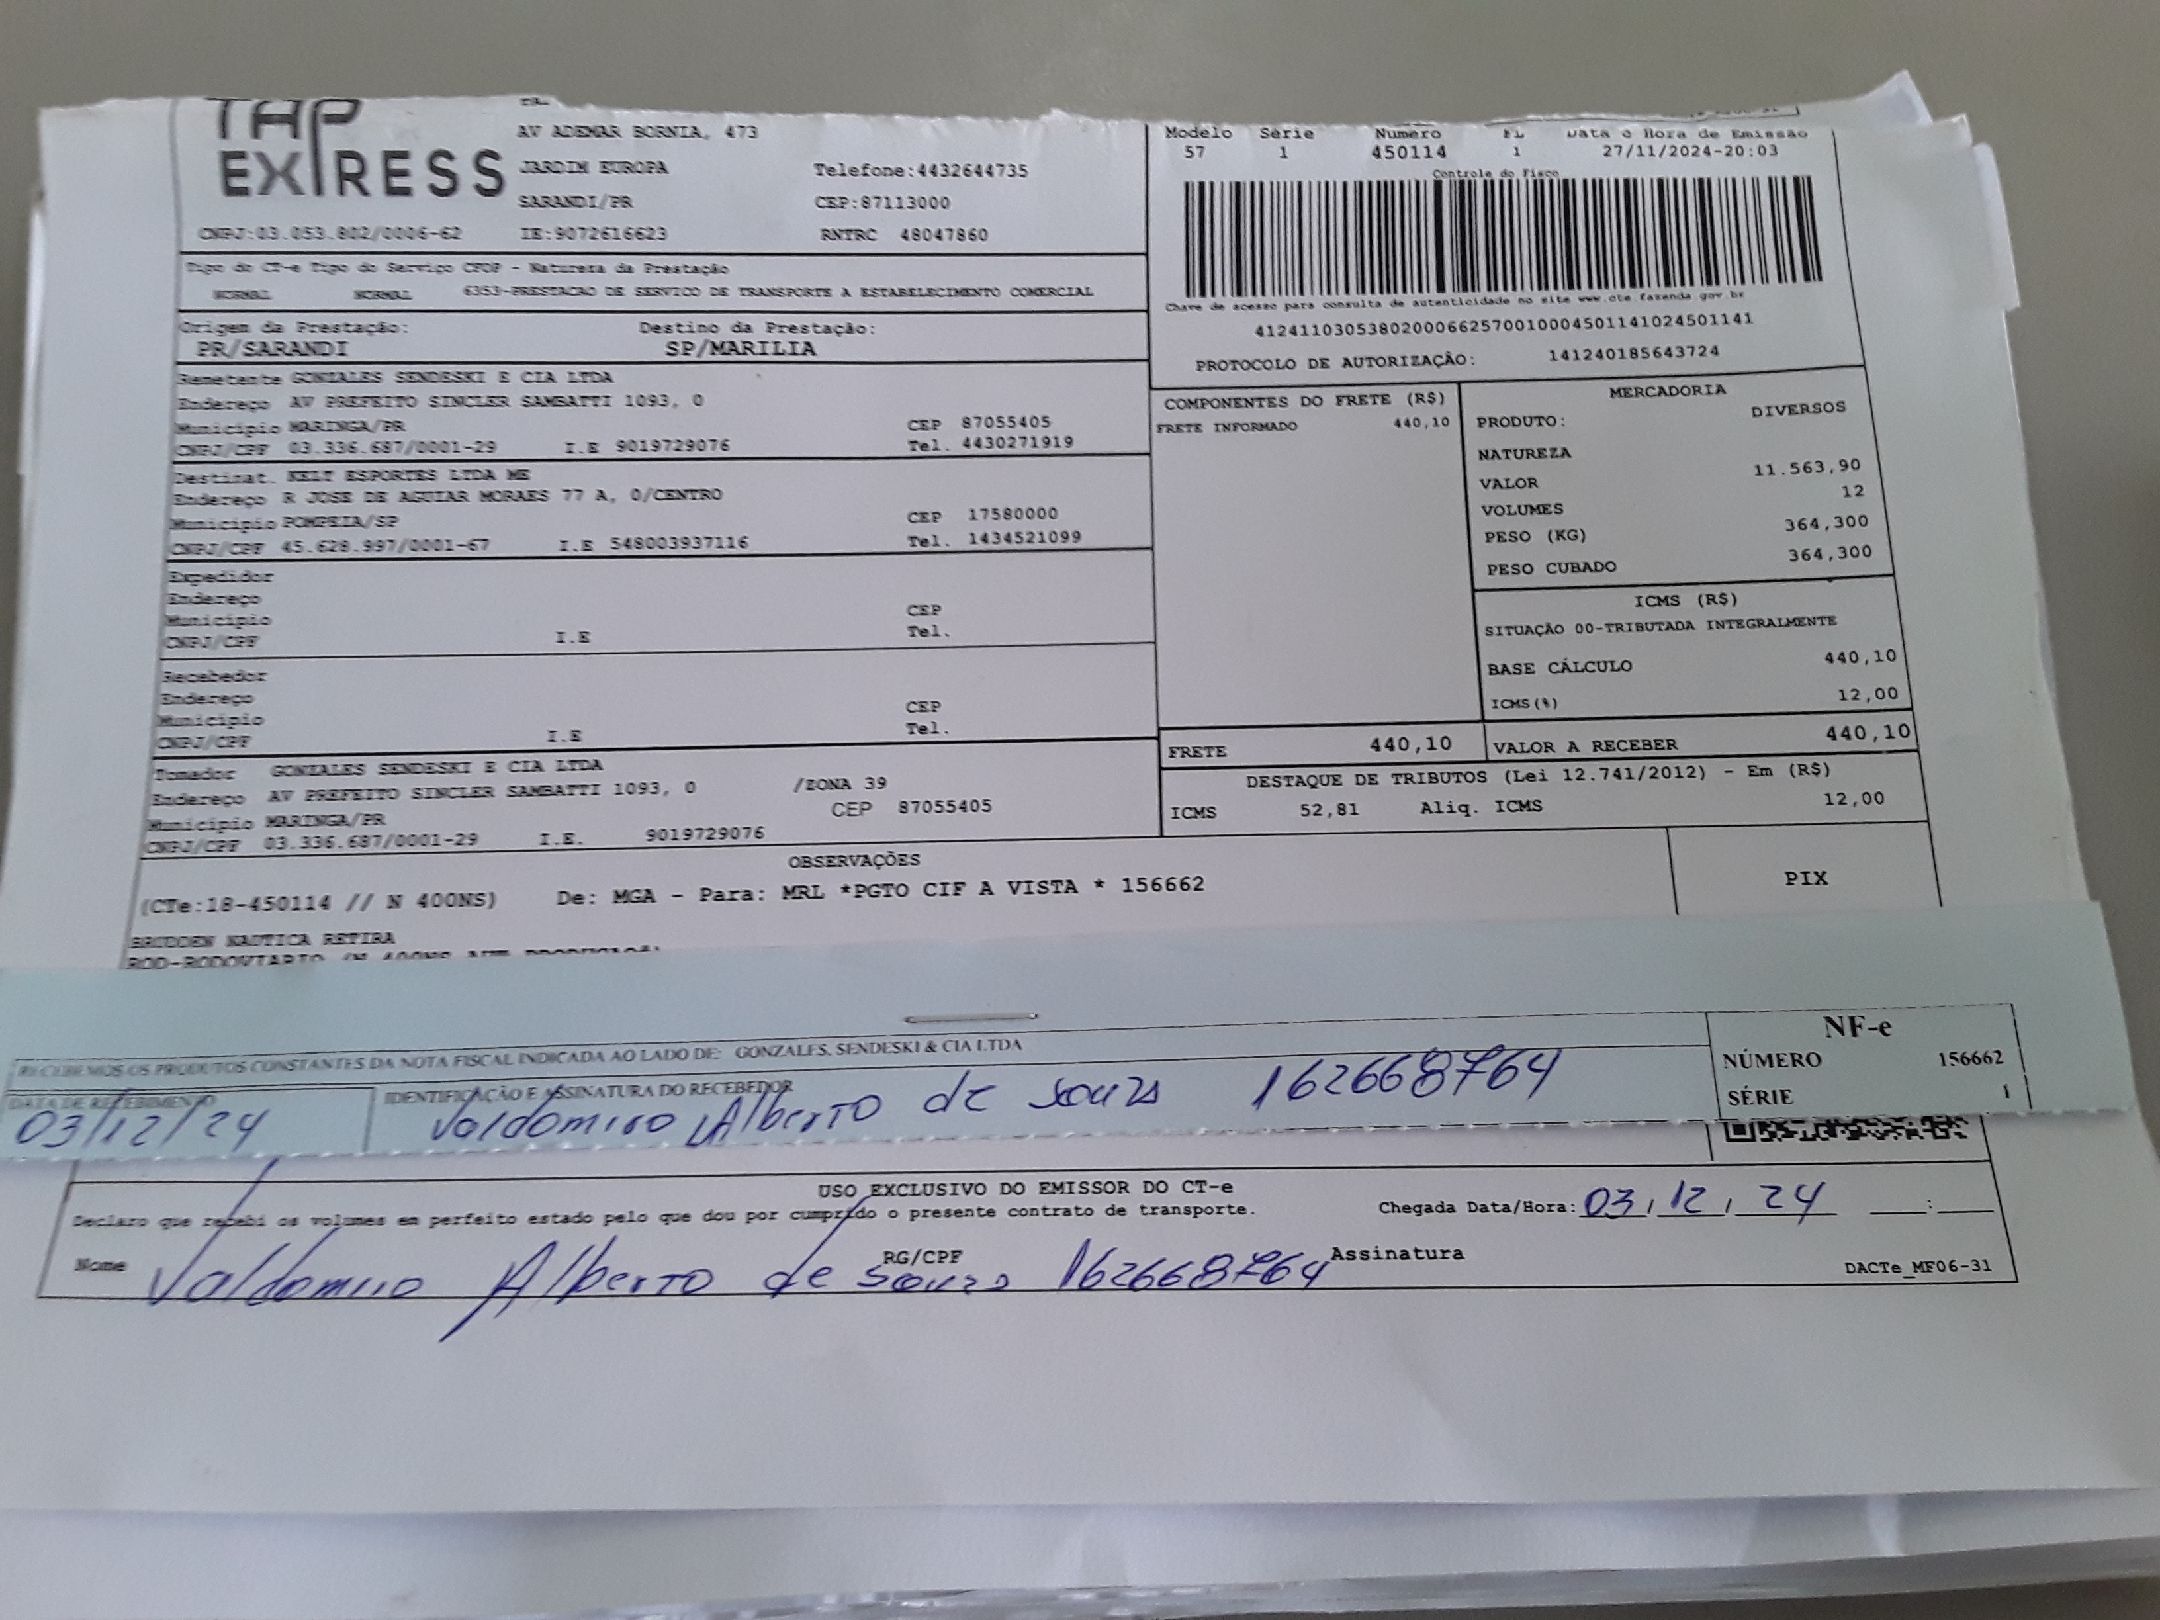 TAP
EXPRESS
AV ADEMAR BORNIA, 473
JARDIM EUROPA Telefone:4432644735
SARANDI/PR CEP:87113000
CNPJ:03.053.802/0006-62 IE:9072616623 RNTRC 48047860
Modelo Série Numero FL Data e Hora de Emissão
57 1 450114 1 27/11/2024-20:03
Controle do Fisco
Chave de acesso para consulta de autenticidade no site www.cte.fazenda.gov.br
41241103053802000662570010004501141024501141
PROTOCOLO DE AUTORIZAÇÃO: 141240185643724
Tipo do CT-e Tipo do Serviço CFOP - Natureza da Prestação
NORMAL NORMAL 6353-PRESTACAO DE SERVICO DE TRANSPORTE A ESTABELECIMENTO COMERCIAL
Origem da Prestação: Destino da Prestação:
PR/SARANDI SP/MARILIA
Remetente GONZALES SENDESKI E CIA LTDA
Endereço AV PREFEITO SINCLER SAMBATTI 1093, 0
Município MARINGA/PR CEP 87055405
CNPJ/CPF 03.336.687/0001-29 I.E 9019729076 Tel. 4430271919
Destinat. KELT ESPORTES LTDA ME
Endereço R JOSE DE AGUIAR MORAES 77 A, 0/CENTRO
Município POMPEIA/SP CEP 17580000
CNPJ/CPF 45.628.997/0001-67 I.E 548003937116 Tel. 1434521099
Expedidor
Endereço
Município CEP
CNPJ/CPF I.E Tel.
Recebedor
Endereço
Município CEP
CNPJ/CPF I.E Tel.
Tomador GONZALES SENDESKI E CIA LTDA
Endereço AV PREFEITO SINCLER SAMBATTI 1093, 0 /ZONA 39
Município MARINGA/PR CEP 87055405
CNPJ/CPF 03.336.687/0001-29 I.E. 9019729076
COMPONENTES DO FRETE (R$)
FRETE INFORMADO 440,10
MERCADORIA
PRODUTO: DIVERSOS
NATUREZA
VALOR 11.563,90
VOLUMES 12
PESO (KG) 364,300
PESO CUBADO 364,300
ICMS (R$)
SITUAÇÃO 00-TRIBUTADA INTEGRALMENTE
BASE CÁLCULO 440,10
ICMS(%) 12,00
FRETE 440,10 VALOR A RECEBER 440,10
DESTAQUE DE TRIBUTOS (Lei 12.741/2012) - Em (R$)
ICMS 52,81 Aliq. ICMS 12,00
OBSERVAÇÕES
(CTe:18-450114 // N 400NS) De: MGA - Para: MRL *PGTO CIF A VISTA * 156662
BRUDDEN NAUTICA RETIRA
PIX
RECEBEMOS OS PRODUTOS CONSTANTES DA NOTA FISCAL INDICADA AO LADO DE: GONZALES, SENDESKI & CIA LTDA
DATA DE RECEBIMENTO IDENTIFICAÇÃO E ASSINATURA DO RECEBEDOR
03/12/24 Valdomiro Alberto de Souza 162668764
NF-e
NÚMERO 156662
SÉRIE 1
USO EXCLUSIVO DO EMISSOR DO CT-e
Declaro que recebi os volumes em perfeito estado pelo que dou por cumprido o presente contrato de transporte. Chegada Data/Hora: 03/12/24 __:__
Nome Valdomiro Alberto de Souza RG/CPF 162668764 Assinatura
DACTe_MF06-31